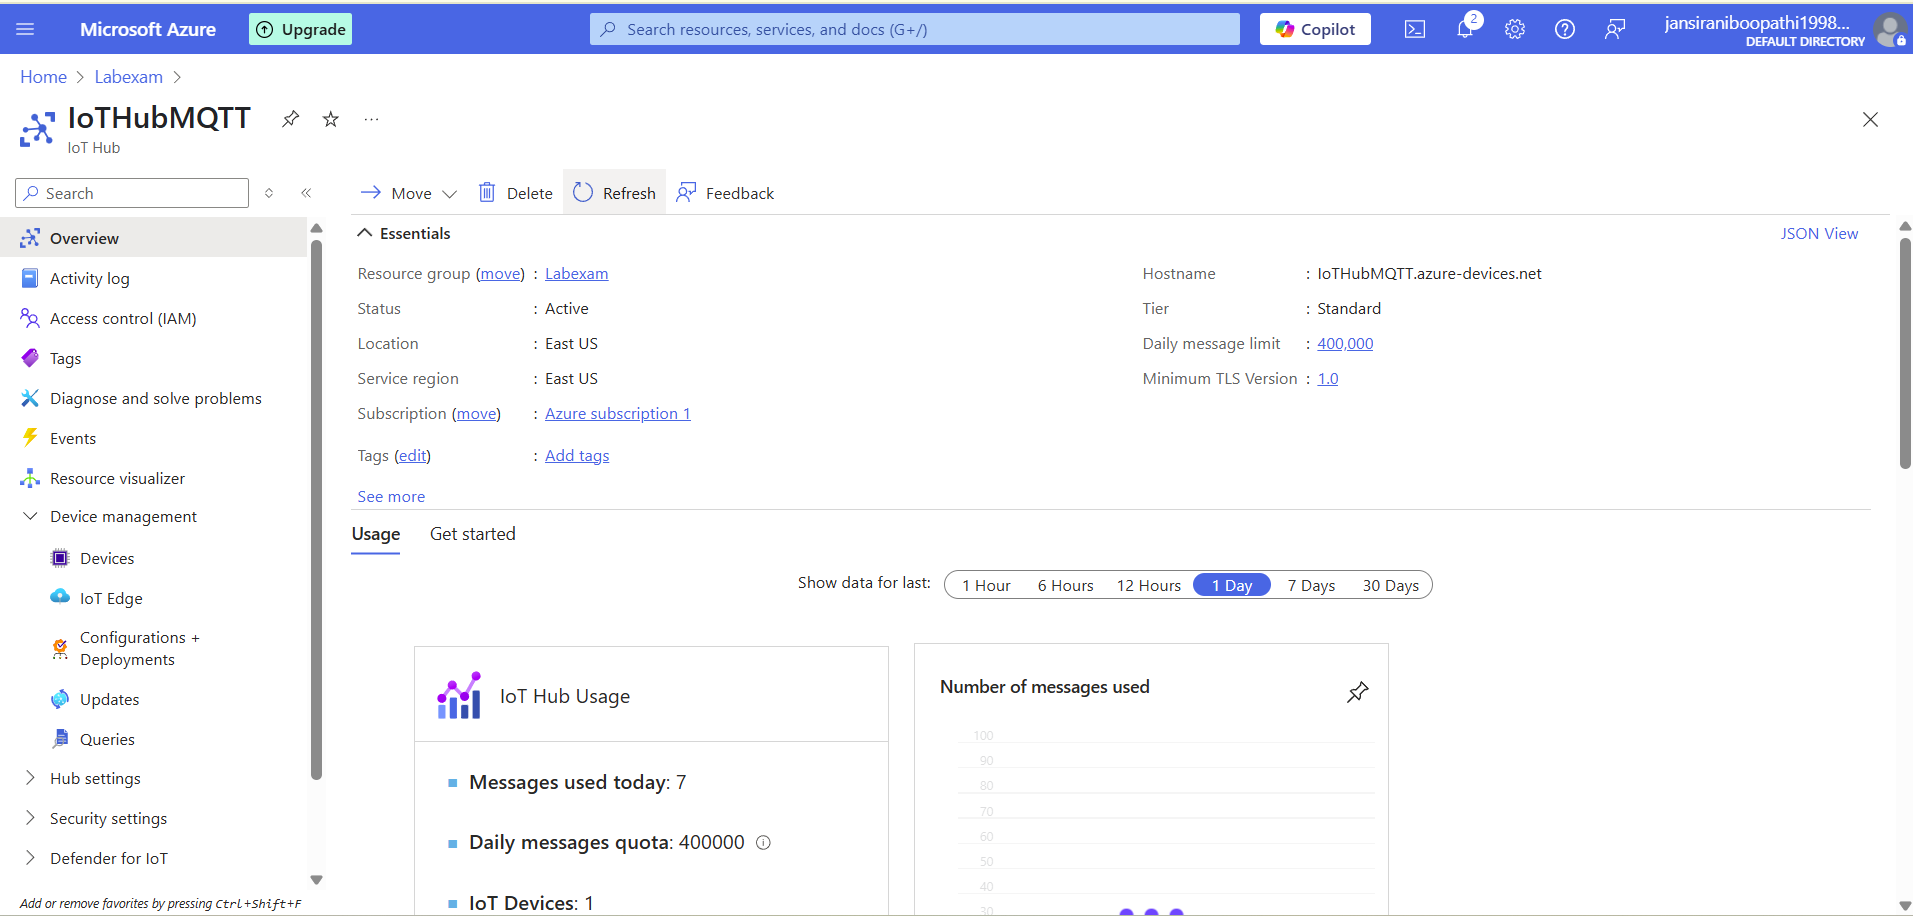 Microsoft Azure
Upgrade
Search resources, services, and docs (G+/)
Copilot
2
jansiraniboopathi1998...
DEFAULT DIRECTORY
Home > Labexam >
IoTHubMQTT
IoT Hub
Search
Overview
Activity log
Access control (IAM)
Tags
Diagnose and solve problems
Events
Resource visualizer
Device management
Devices
IoT Edge
Configurations +
Deployments
Updates
Queries
Hub settings
Security settings
Defender for IoT
Add or remove favorites by pressing Ctrl+Shift+F
Move
Delete
Refresh
Feedback
Essentials
JSON View
Resource group (move) : Labexam
Status : Active
Location : East US
Service region : East US
Subscription (move) : Azure subscription 1
Tags (edit) : Add tags
See more
Hostname : IoTHubMQTT.azure-devices.net
Tier : Standard
Daily message limit : 400,000
Minimum TLS Version : 1.0
Usage
Get started
Show data for last:
1 Hour
6 Hours
12 Hours
1 Day
7 Days
30 Days
IoT Hub Usage
Messages used today: 7
Daily messages quota: 400000
IoT Devices: 1
Number of messages used
100
90
80
70
60
50
40
30